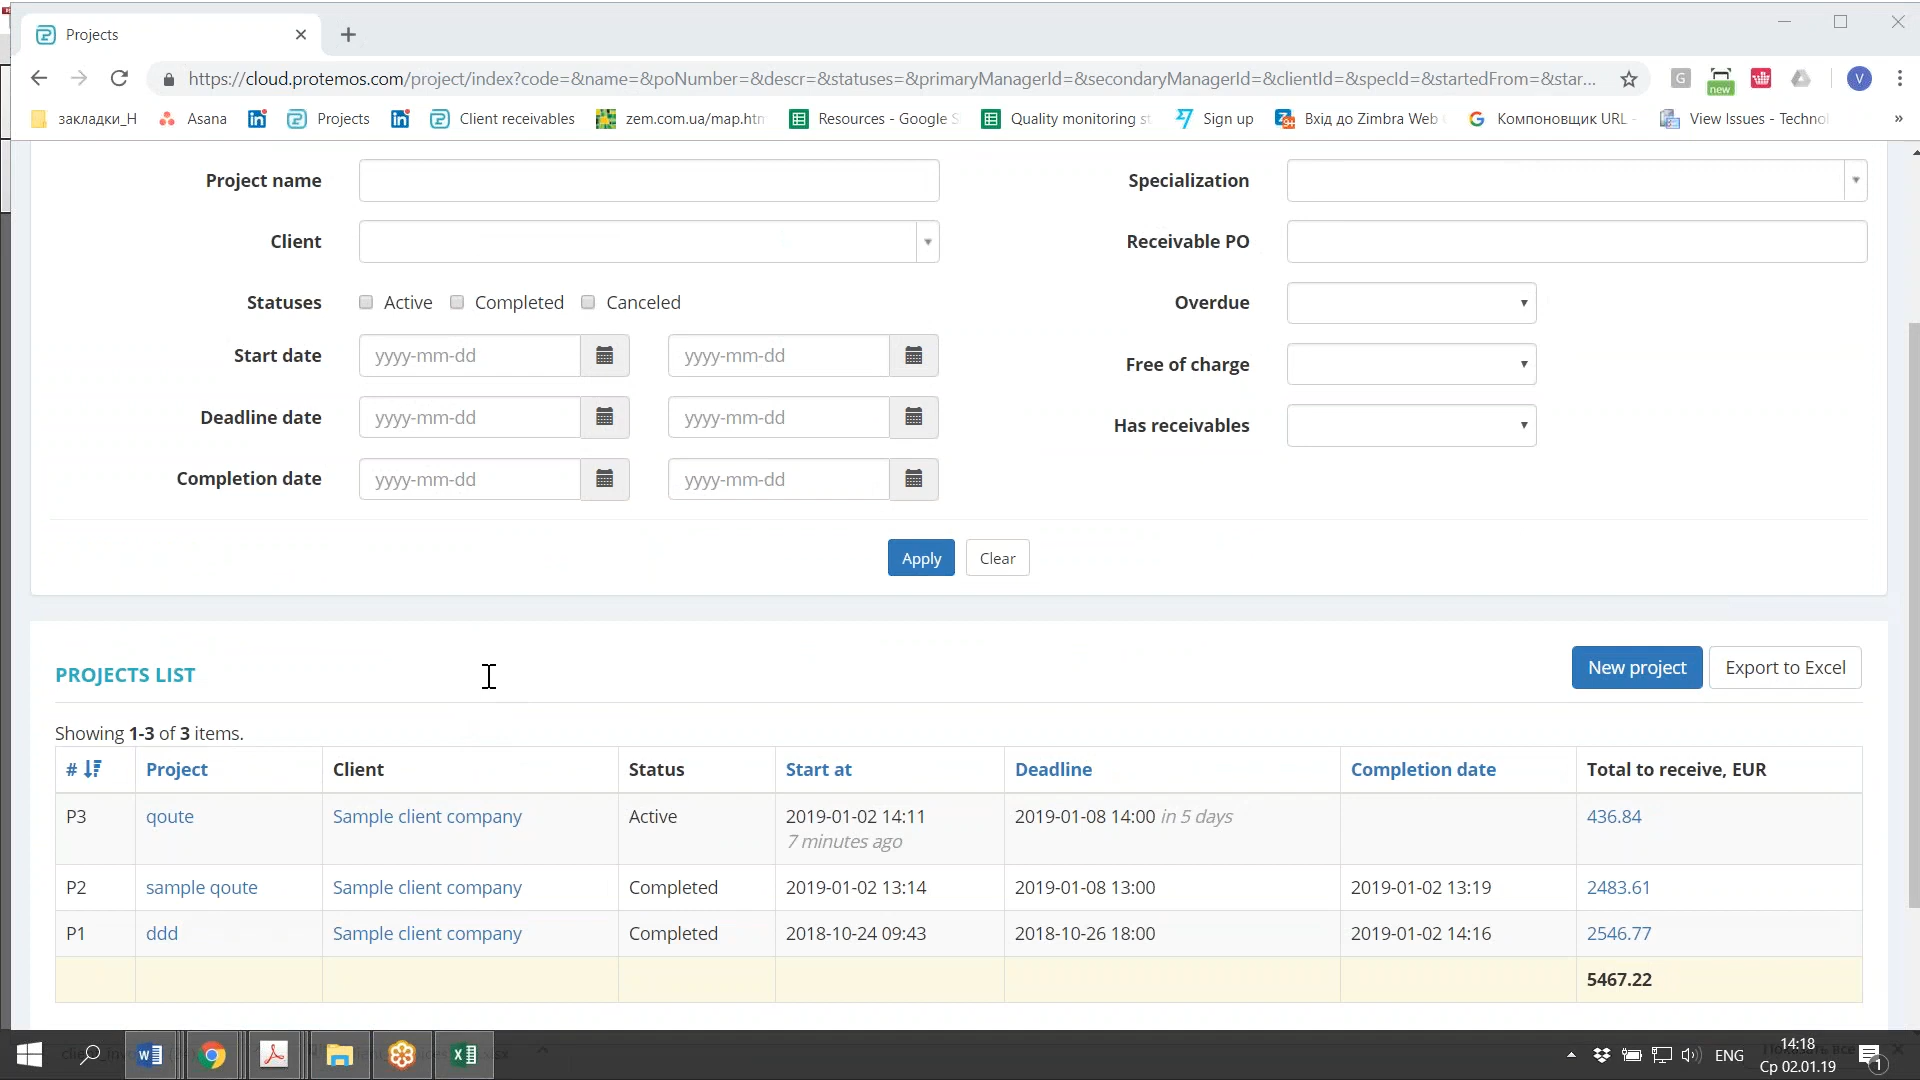 Projects
https://cloud.protemos.com/project/index?code=&name=&poNumber=&descr=&statuses=&primaryManagerId=&secondaryManagerId=&clientId=&specId=&startedFrom=&star...
G new V
закладки_Н Asana Projects Client receivables zem.com.ua/map.htm Resources - Google S Quality monitoring st Sign up Вхід до Zimbra Web Компоновщик URL - View Issues - Technol »
Project name Specialization
Client Receivable PO
Statuses Active Completed Canceled Overdue
Start date yyyy-mm-dd yyyy-mm-dd Free of charge
Deadline date yyyy-mm-dd yyyy-mm-dd Has receivables
Completion date yyyy-mm-dd yyyy-mm-dd
Apply Clear
PROJECTS LIST New project Export to Excel
Showing 1-3 of 3 items.
# Project Client Status Start at Deadline Completion date Total to receive, EUR
P3 qoute Sample client company Active 2019-01-02 14:11 2019-01-08 14:00 in 5 days 436.84
7 minutes ago
P2 sample qoute Sample client company Completed 2019-01-02 13:14 2019-01-08 13:00 2019-01-02 13:19 2483.61
P1 ddd Sample client company Completed 2018-10-24 09:43 2018-10-26 18:00 2019-01-02 14:16 2546.77
5467.22
ENG 14:18
Ср 02.01.19 1